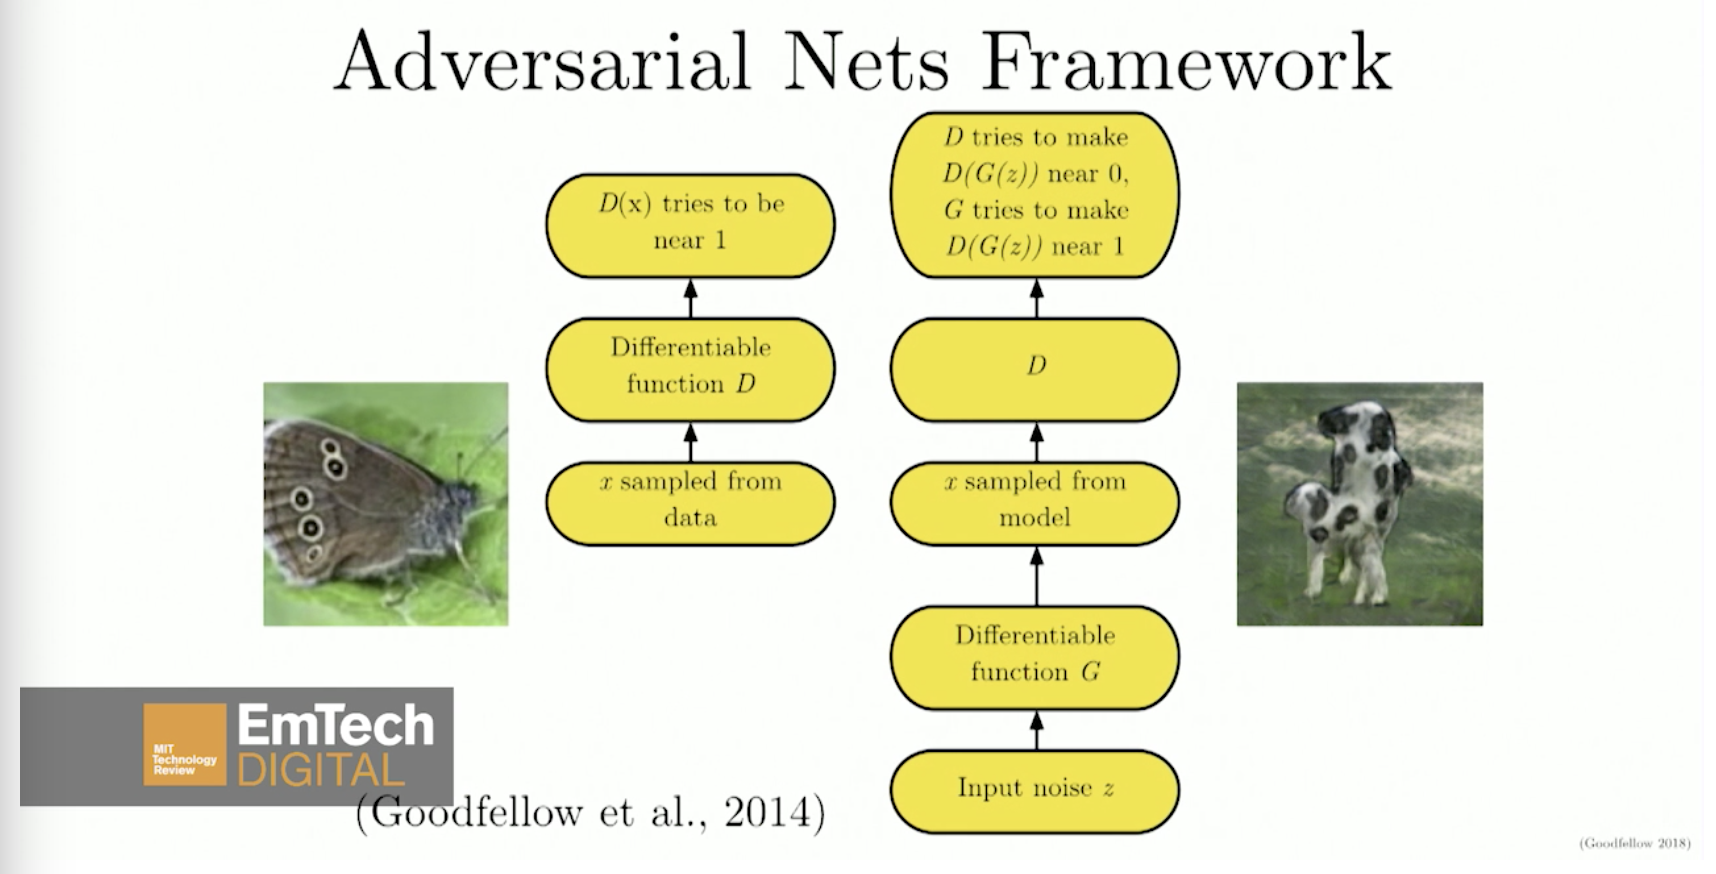 Adversarial Nets Framework
D(x) tries to be
near 1
Differentiable
function D
x sampled from
data
D tries to make
D(G(z)) near 0,
G tries to make
D(G(z)) near 1
D
x sampled from
model
Differentiable
function G
Input noise z
MIT
Technology
Review
EmTech
DIGITAL
(Goodfellow et al., 2014)
(Goodfellow 2018)